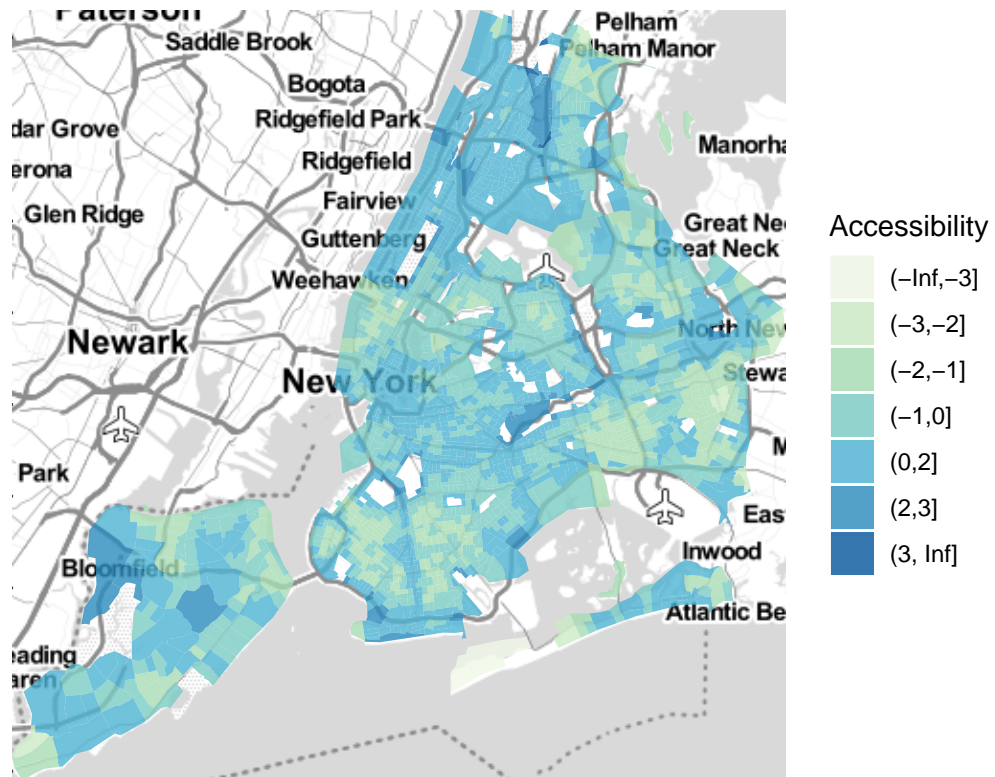 Paterson
Pelham
Saddle Brook
Pelham Manor
Bogota
Ridgefield Park
dar Grove
Manorha
Ridgefield
erona
Fairview
Glen Ridge
Great Nec
Guttenberg
Great Neck
Weehawken
North New
Newark
New York
Stewa
Park
M
East
Inwood
Bloomfield
Atlantic Be
eading
aren
Accessibility
(–Inf,–3]
(–3,–2]
(–2,–1]
(–1,0]
(0,2]
(2,3]
(3, Inf]